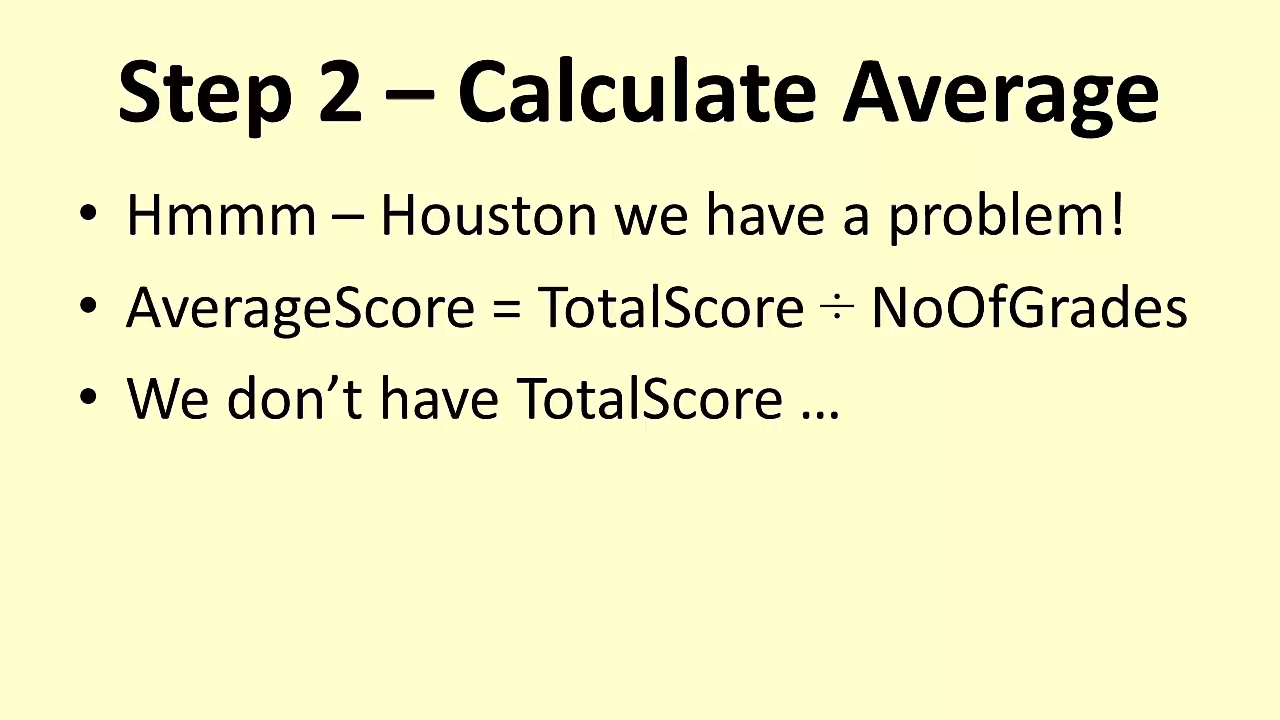 Step 2 – Calculate Average
• Hmmm – Houston we have a problem!
• AverageScore = TotalScore ÷ NoOfGrades
• We don’t have TotalScore …